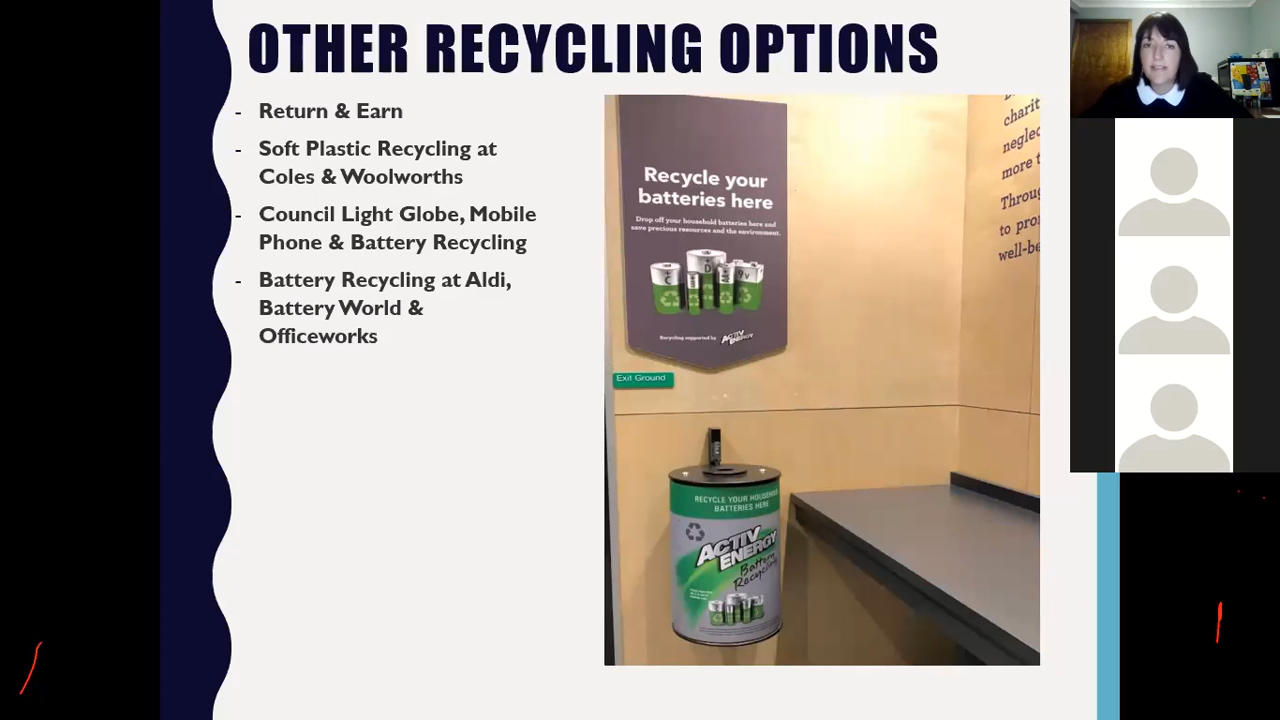 OTHER RECYCLING OPTIONS
- Return & Earn
- Soft Plastic Recycling at
Coles & Woolworths
- Council Light Globe, Mobile
Phone & Battery Recycling
- Battery Recycling at Aldi,
Battery World &
Officeworks
Recycle your
batteries here
Drop off your household batteries here and
save precious resources and the environment.
+
C
+
D
9v
Recycling supported by ACTIV ENERGY
Exit Ground
charit
neglec
more t
Throug
to pro
well-be
RECYCLE YOUR HOUSEHOLD
BATTERIES HERE
ACTIV
ENERGY
Battery
Recycling